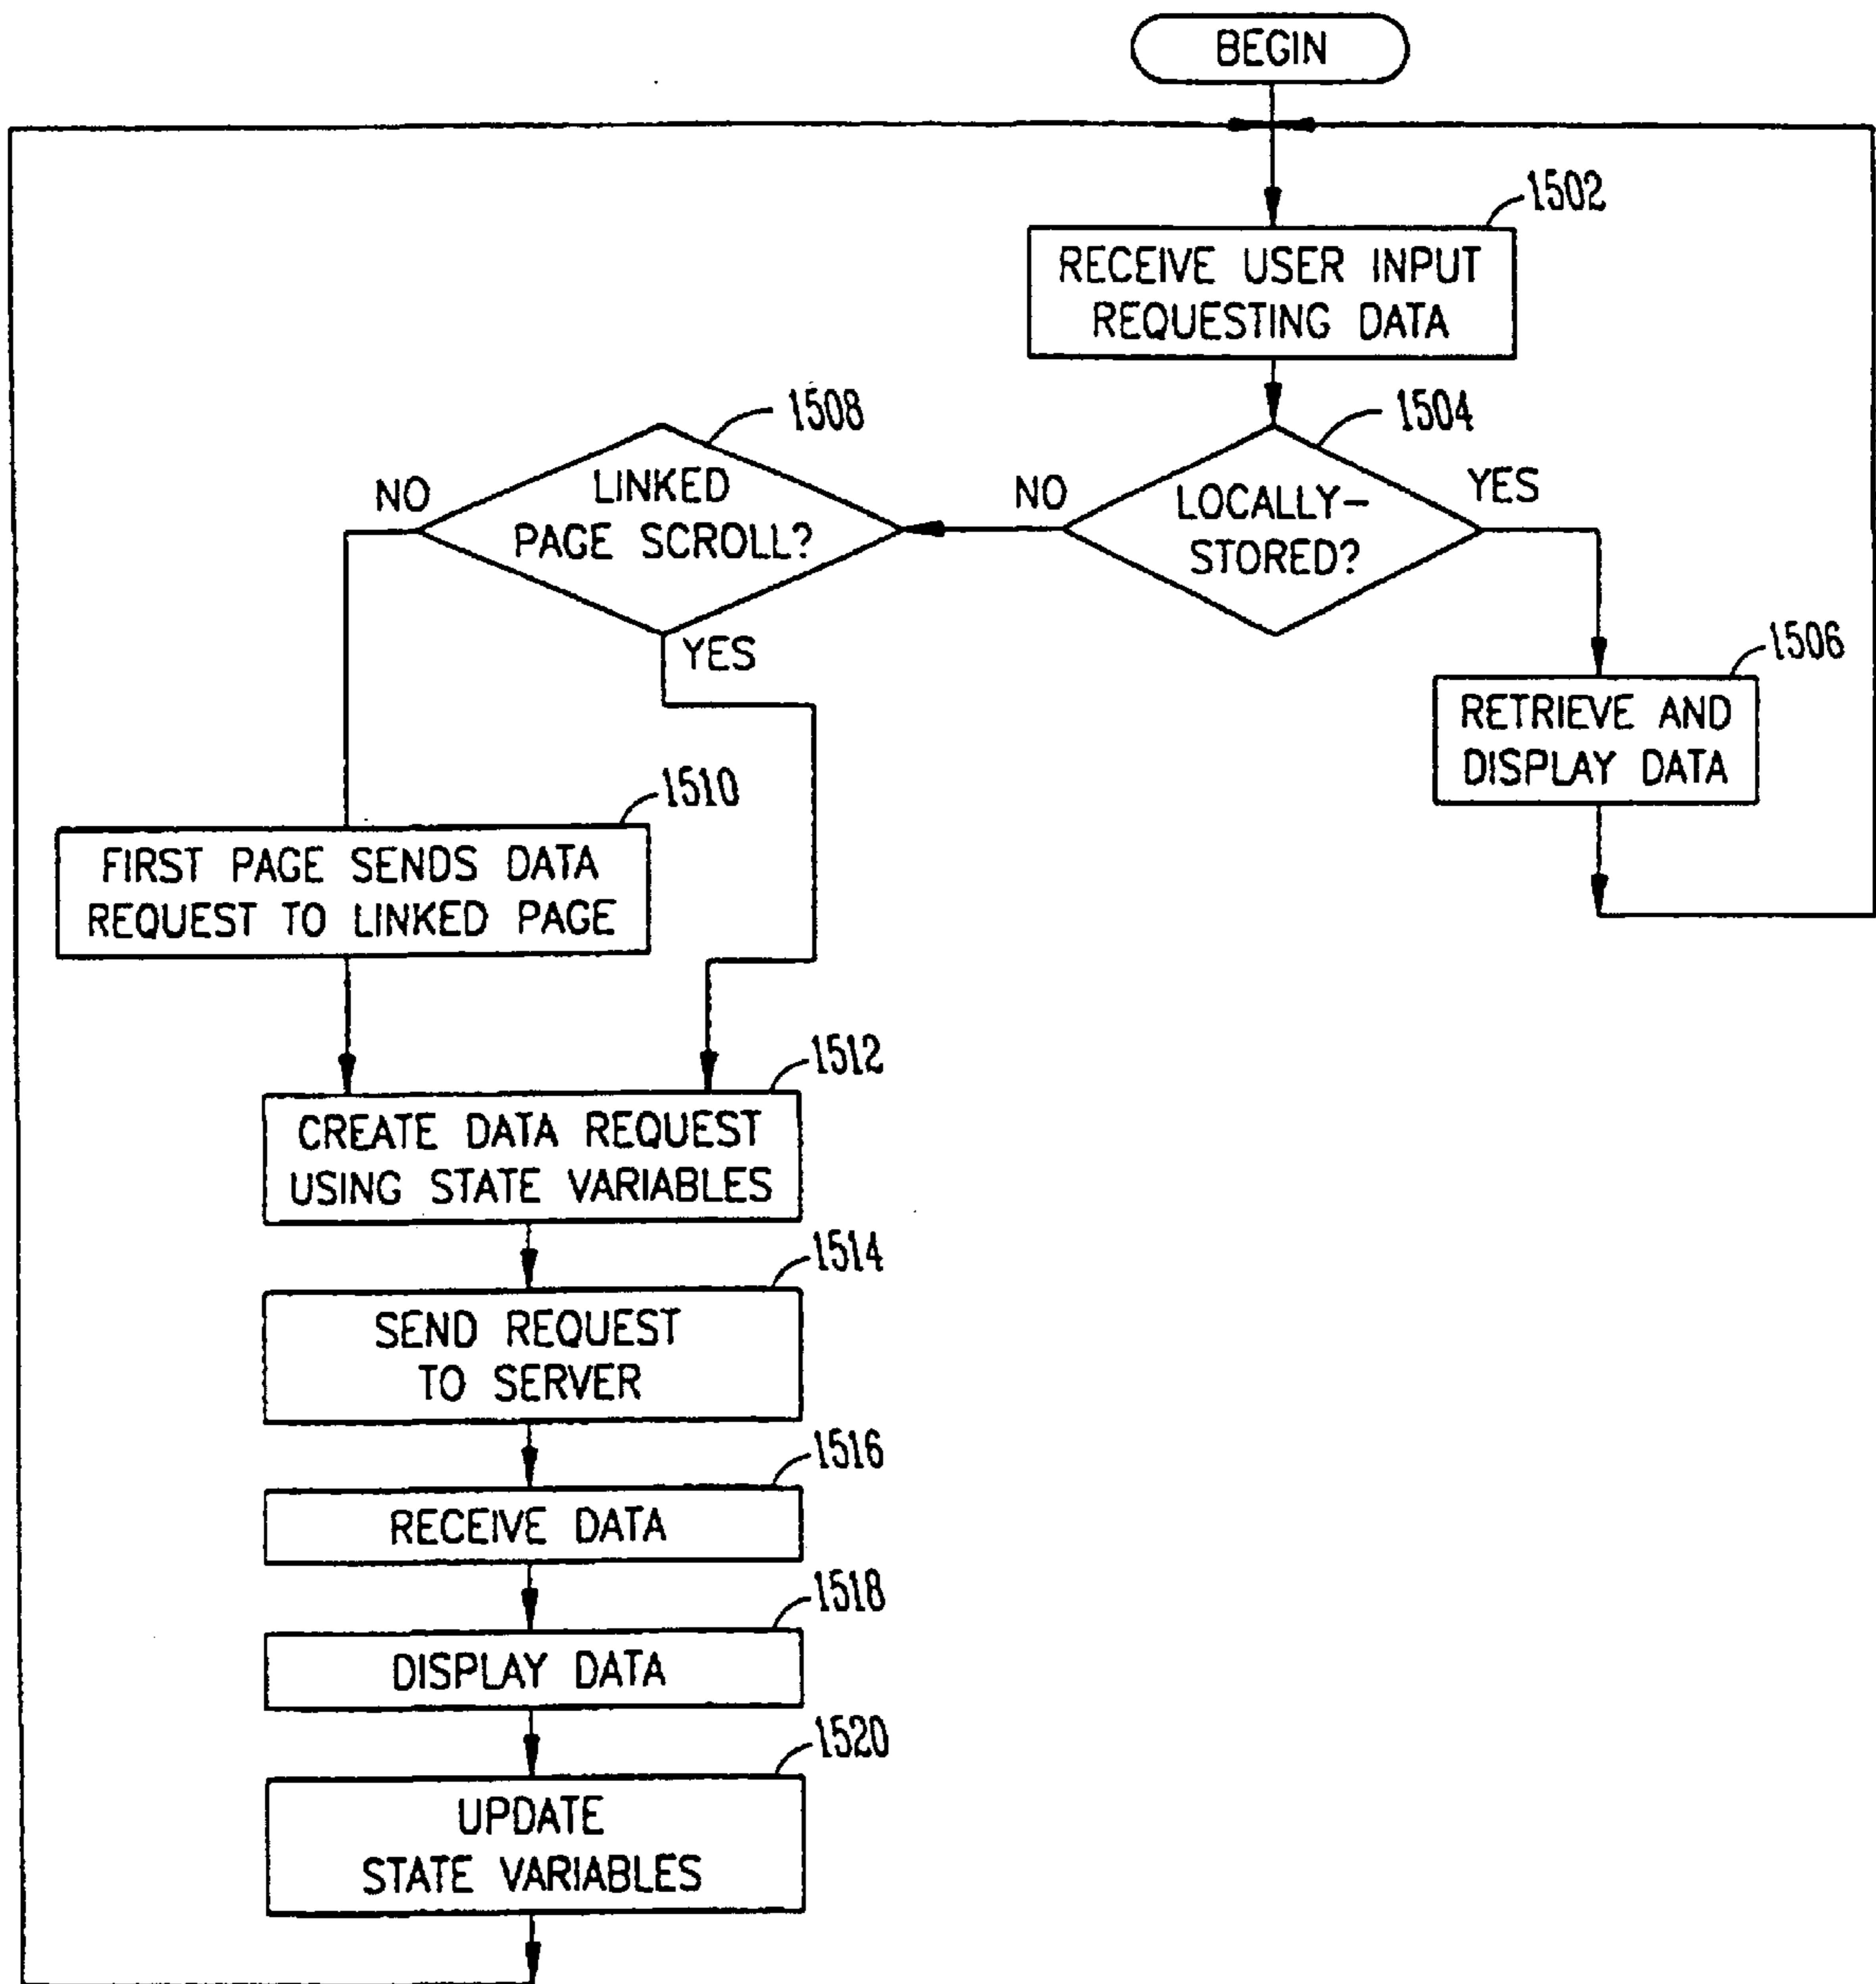 BEGIN
1502
RECEIVE USER INPUT
REQUESTING DATA
1504
LOCALLY-
STORED?
YES
NO
1506
RETRIEVE AND
DISPLAY DATA
1508
LINKED
PAGE SCROLL?
NO
YES
1510
FIRST PAGE SENDS DATA
REQUEST TO LINKED PAGE
1512
CREATE DATA REQUEST
USING STATE VARIABLES
1514
SEND REQUEST
TO SERVER
1516
RECEIVE DATA
1518
DISPLAY DATA
1520
UPDATE
STATE VARIABLES